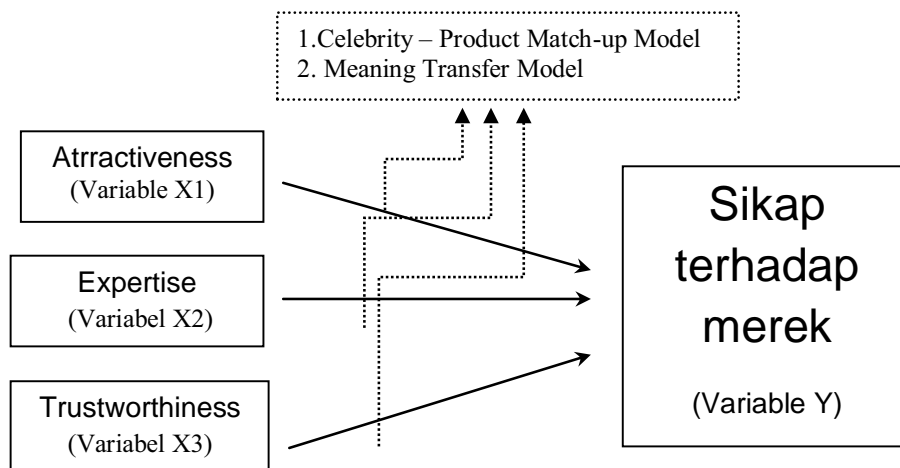 1.Celebrity – Product Match-up Model
2. Meaning Transfer Model
Atrractiveness
(Variable X1)
Expertise
(Variabel X2)
Trustworthiness
(Variabel X3)
Sikap
terhadap
merek
(Variable Y)